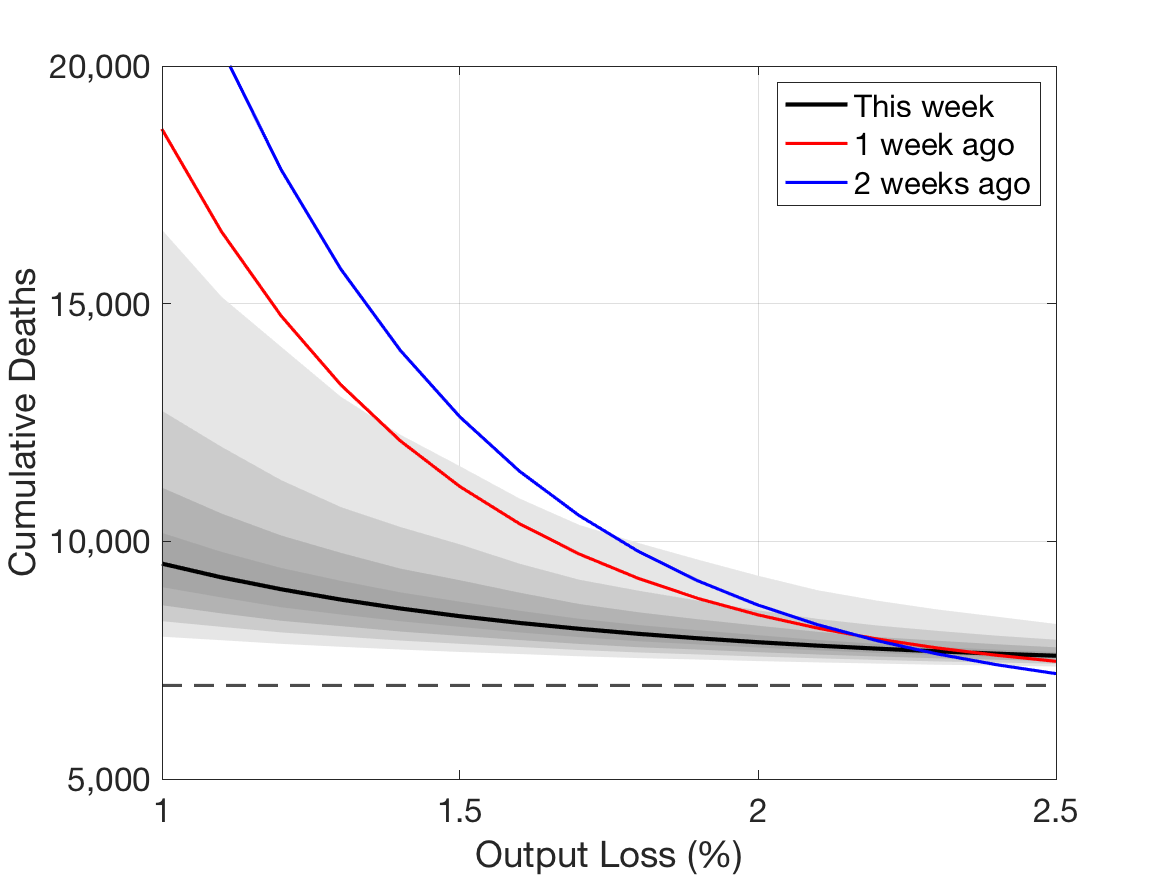 20,000
15,000
10,000
5,000
Cumulative Deaths
This week
1 week ago
2 weeks ago
1
1.5
2
2.5
Output Loss (%)